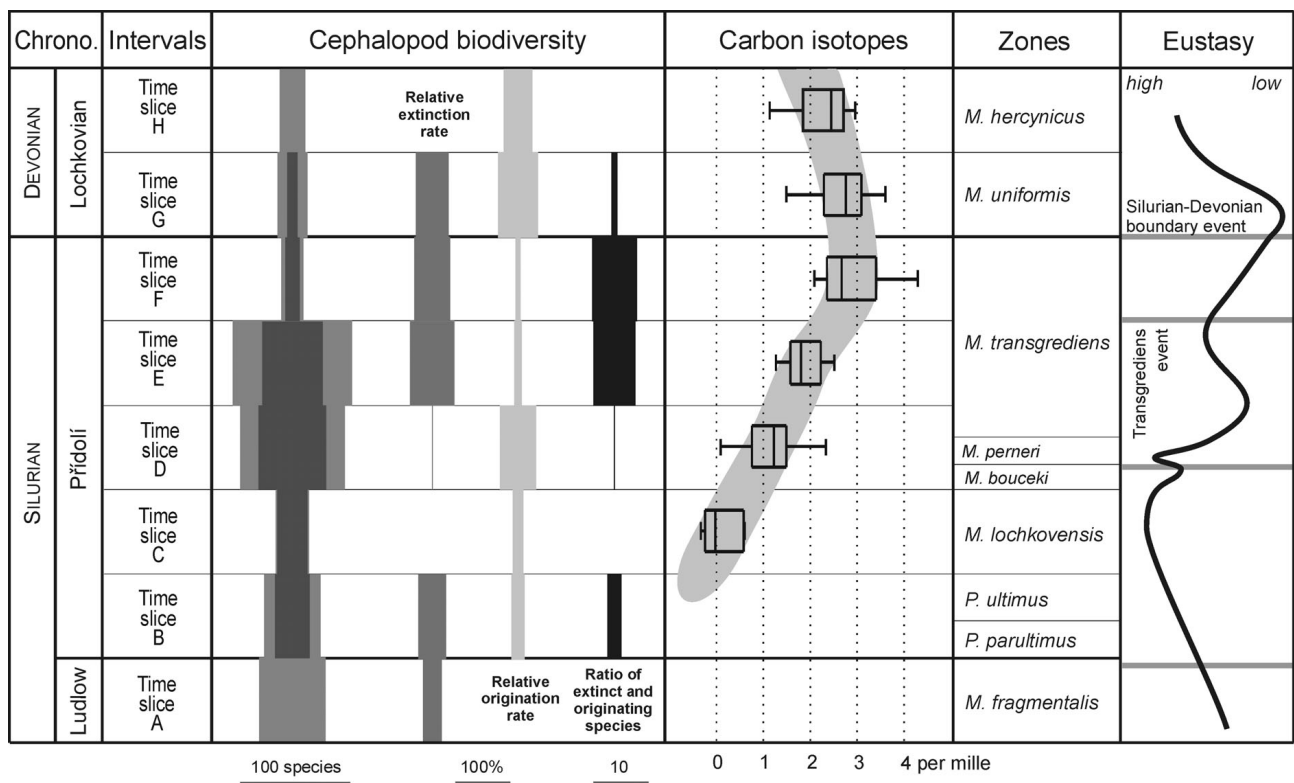 Chrono.
Intervals
Cephalopod biodiversity
Carbon isotopes
Zones
Eustasy
DEVONIAN
Lochkovian
Time
slice
H
Relative
extinction
rate
M. hercynicus
high
low
Time
slice
G
M. uniformis
Silurian-Devonian
boundary event
SILURIAN
Přídolí
Time
slice
F
Time
slice
E
M. transgrediens
Transgrediens
event
Time
slice
D
M. perneri
M. bouceki
Time
slice
C
M. lochkovensis
Time
slice
B
P. ultimus
P. parultimus
Ludlow
Time
slice
A
Relative
origination
rate
Ratio of
extinct and
originating
species
M. fragmentalis
100 species
100%
10
0 1 2 3 4 per mille